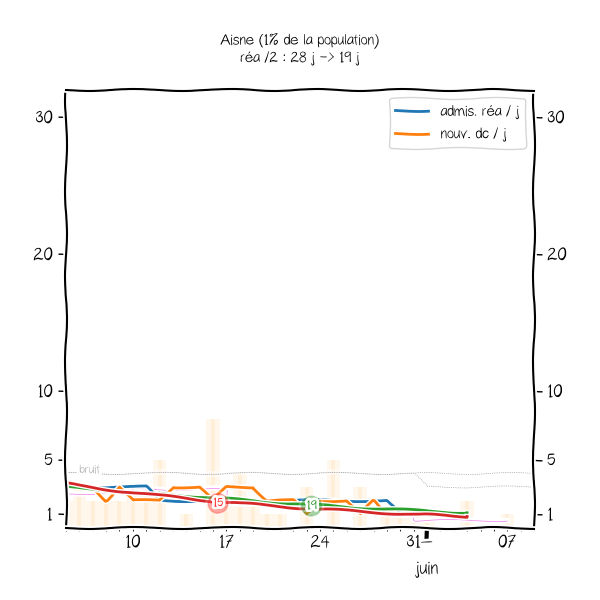 Aisne (1% de la population)
réa /2 : 28 j -> 19 j
admis. réa / j
nouv. dc / j
30
30
20
20
10
10
5
5
bruit
15
19
1
1
10
17
24
31
07
juin